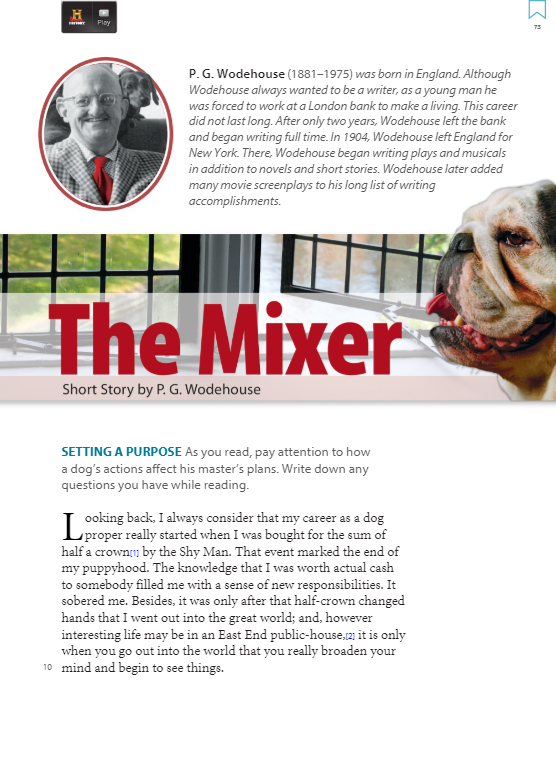 HISTORY
Play
73
P. G. Wodehouse (1881–1975) was born in England. Although
Wodehouse always wanted to be a writer, as a young man he
was forced to work at a London bank to make a living. This career
did not last long. After only two years, Wodehouse left the bank
and began writing full time. In 1904, Wodehouse left England for
New York. There, Wodehouse began writing plays and musicals
in addition to novels and short stories. Wodehouse later added
many movie screenplays to his long list of writing
accomplishments.
The Mixer
Short Story by P. G. Wodehouse
SETTING A PURPOSE As you read, pay attention to how
a dog’s actions affect his master’s plans. Write down any
questions you have while reading.
Looking back, I always consider that my career as a dog
proper really started when I was bought for the sum of
half a crown[1] by the Shy Man. That event marked the end of
my puppyhood. The knowledge that I was worth actual cash
to somebody filled me with a sense of new responsibilities. It
sobered me. Besides, it was only after that half-crown changed
hands that I went out into the great world; and, however
interesting life may be in an East End public-house,[2] it is only
when you go out into the world that you really broaden your
10 mind and begin to see things.